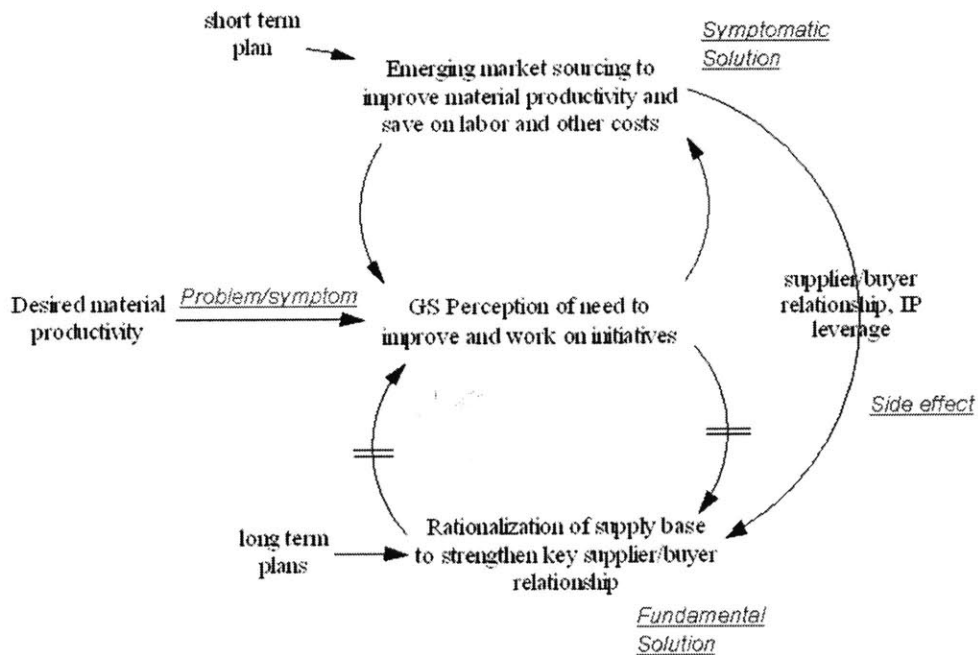 short term
plan
Symptomatic
Solution
Emerging market sourcing to
improve material productivity and
save on labor and other costs
Desired material
productivity
Problem/symptom
GS Perception of need to
improve and work on initiatives
supplier/buyer
relationship, IP
leverage
Side effect
long term
plans
Rationalization of supply base
to strengthen key supplier/buyer
relationship
Fundamental
Solution